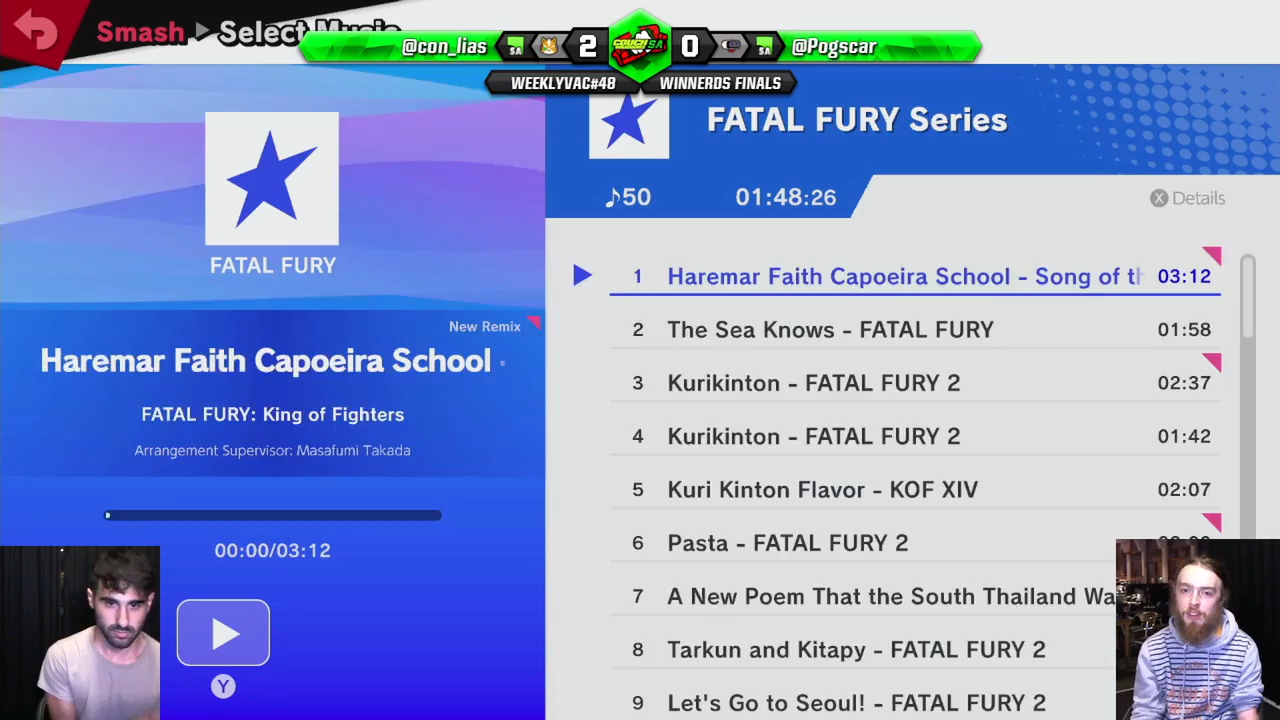 Smash ▶ Select Music
@con_lias SA 2 COUCH SA 0 SA @Pogscar
WEEKLYVAC#48 WINNERDS FINALS
FATAL FURY
New Remix
Haremar Faith Capoeira School
FATAL FURY: King of Fighters
Arrangement Supervisor: Masafumi Takada
00:00/03:12
Y
FATAL FURY Series
♪50 01:48:26
X Details
1 Haremar Faith Capoeira School - Song of 03:12
2 The Sea Knows - FATAL FURY 01:58
3 Kurikinton - FATAL FURY 2 02:37
4 Kurikinton - FATAL FURY 2 01:42
5 Kuri Kinton Flavor - KOF XIV 02:07
6 Pasta - FATAL FURY 2
7 A New Poem That the South Thailand
8 Tarkun and Kitapy - FATAL FURY 2
9 Let's Go to Seoul! - FATAL FURY 2